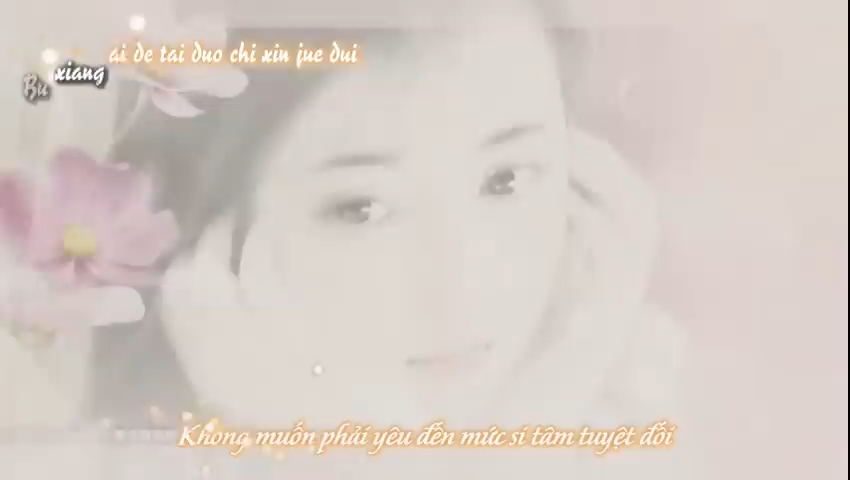 Bu xiang ai de tai duo chi xin jue dui
Không muốn phải yêu đến mức si tâm tuyệt đối